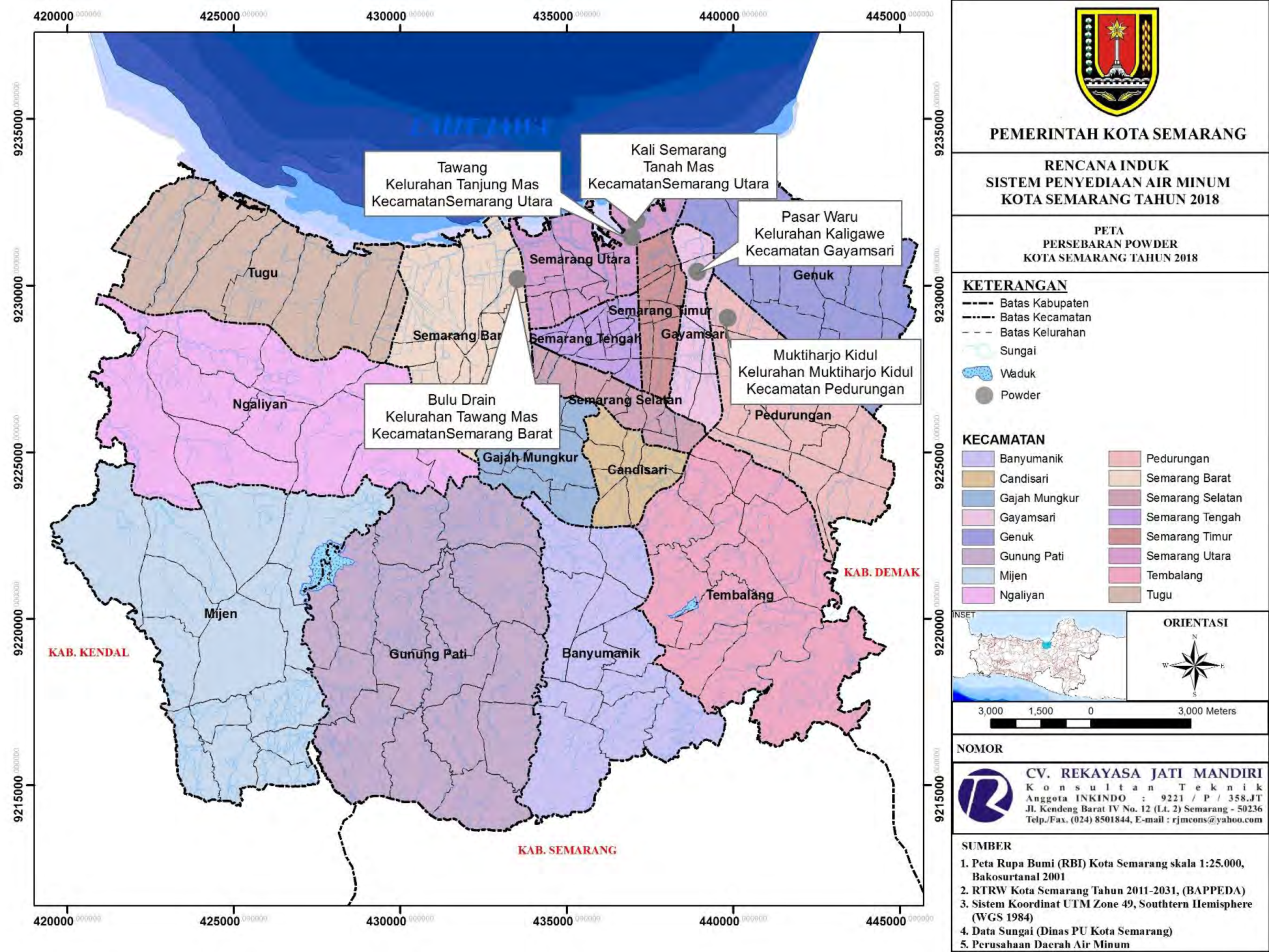 420000
425000
430000
435000
440000
445000
9235000
9230000
9225000
9220000
9215000
9235000
9230000
9225000
9220000
9215000
LAUT JAWA
Tawang
Kelurahan Tanjung Mas
KecamatanSemarang Utara
Kali Semarang
Tanah Mas
KecamatanSemarang Utara
Pasar Waru
Kelurahan Kaligawe
Kecamatan Gayamsari
Muktiharjo Kidul
Kelurahan Muktiharjo Kidul
Kecamatan Pedurungan
Bulu Drain
Kelurahan Tawang Mas
KecamatanSemarang Barat
Tugu
Semarang Utara
Genuk
Semarang Bar
Semarang Timur
Semarang Tengah
Gayamsari
Ngaliyan
Semarang Selatan
Pedurungan
Gajah Mungkur
Candisari
Mijen
Gunung Pati
Banyumanik
Tembalang
KAB. KENDAL
KAB. DEMAK
KAB. SEMARANG
420000
425000
430000
435000
440000
445000
PEMERINTAH KOTA SEMARANG
RENCANA INDUK
SISTEM PENYEDIAAN AIR MINUM
KOTA SEMARANG TAHUN 2018
PETA
PERSEBARAN POWDER
KOTA SEMARANG TAHUN 2018
KETERANGAN
Batas Kabupaten
Batas Kecamatan
Batas Kelurahan
Sungai
Waduk
Powder
KECAMATAN
Banyumanik
Candisari
Gajah Mungkur
Gayamsari
Genuk
Gunung Pati
Mijen
Ngaliyan
Pedurungan
Semarang Barat
Semarang Selatan
Semarang Tengah
Semarang Timur
Semarang Utara
Tembalang
Tugu
INSET
ORIENTASI
N
W E
S
3,000 1,500 0 3,000 Meters
NOMOR
CV. REKAYASA JATI MANDIRI
Konsultan Teknik
Anggota INKINDO : 9221 / P / 358.JT
Jl. Kendeng Barat IV No. 12 (Lt. 2) Semarang - 50236
Telp./Fax. (024) 8501844, E-mail : rjmcons@yahoo.com
SUMBER
1. Peta Rupa Bumi (RBI) Kota Semarang skala 1:25.000,
Bakosurtanal 2001
2. RTRW Kota Semarang Tahun 2011-2031, (BAPPEDA)
3. Sistem Koordinat UTM Zone 49, Southtern Hemisphere
(WGS 1984)
4. Data Sungai (Dinas PU Kota Semarang)
5. Perusahaan Daerah Air Minum